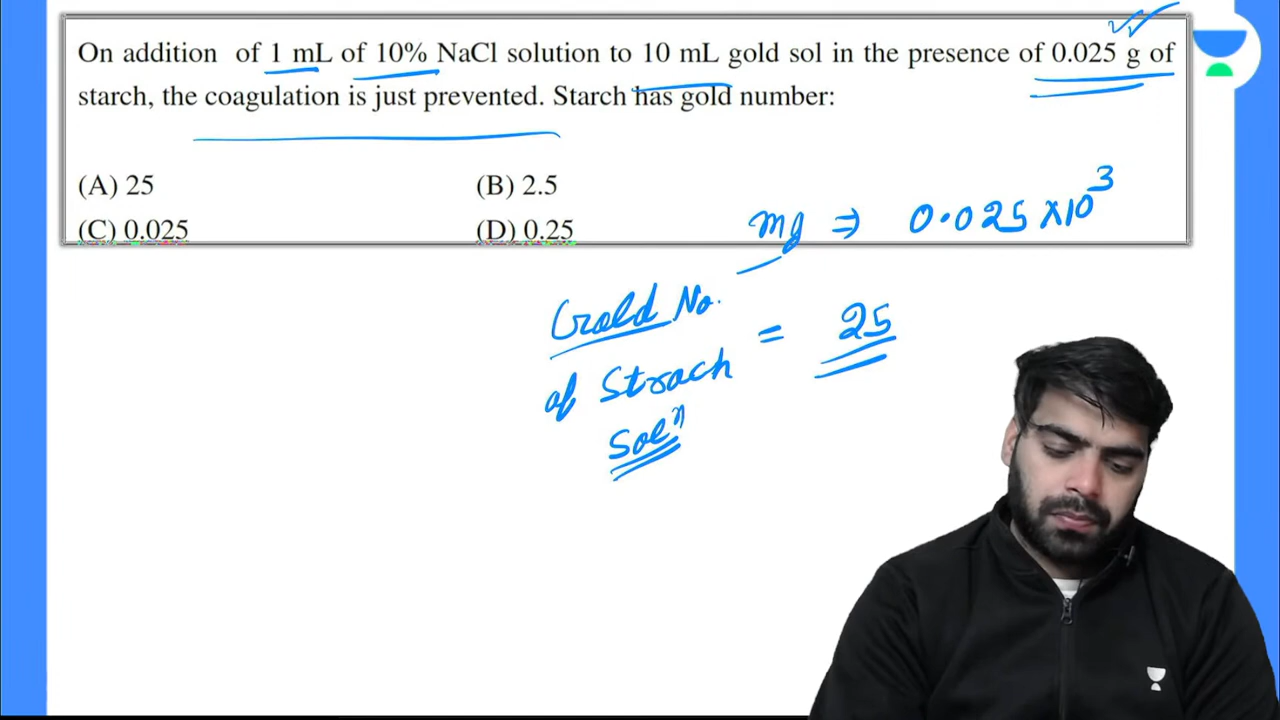 On addition of 1 mL of 10% NaCl solution to 10 mL gold sol in the presence of 0.025 g of
starch, the coagulation is just prevented. Starch has gold number:
(A) 25
(B) 2.5
(C) 0.025
(D) 0.25
mg ⇒ 0.025×10³
Gold No.
of Strach = 25
Solⁿ